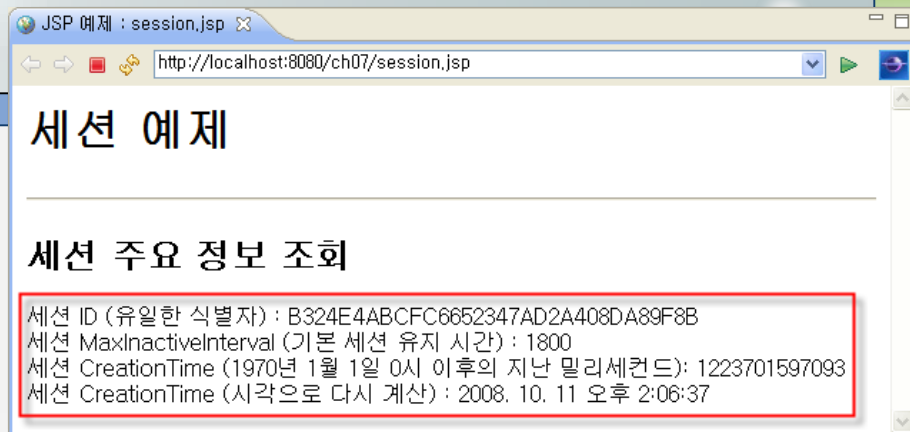 JSP 예제 : session.jsp
http://localhost:8080/ch07/session.jsp
세션 예제
세션 주요 정보 조회
세션 ID (유일한 식별자) : B324E4ABCFC6652347AD2A408DA89F8B
세션 MaxInactiveInterval (기본 세션 유지 시간) : 1800
세션 CreationTime (1970년 1월 1일 0시 이후의 지난 밀리세컨드): 1223701597093
세션 CreationTime (시각으로 다시 계산) : 2008. 10. 11 오후 2:06:37